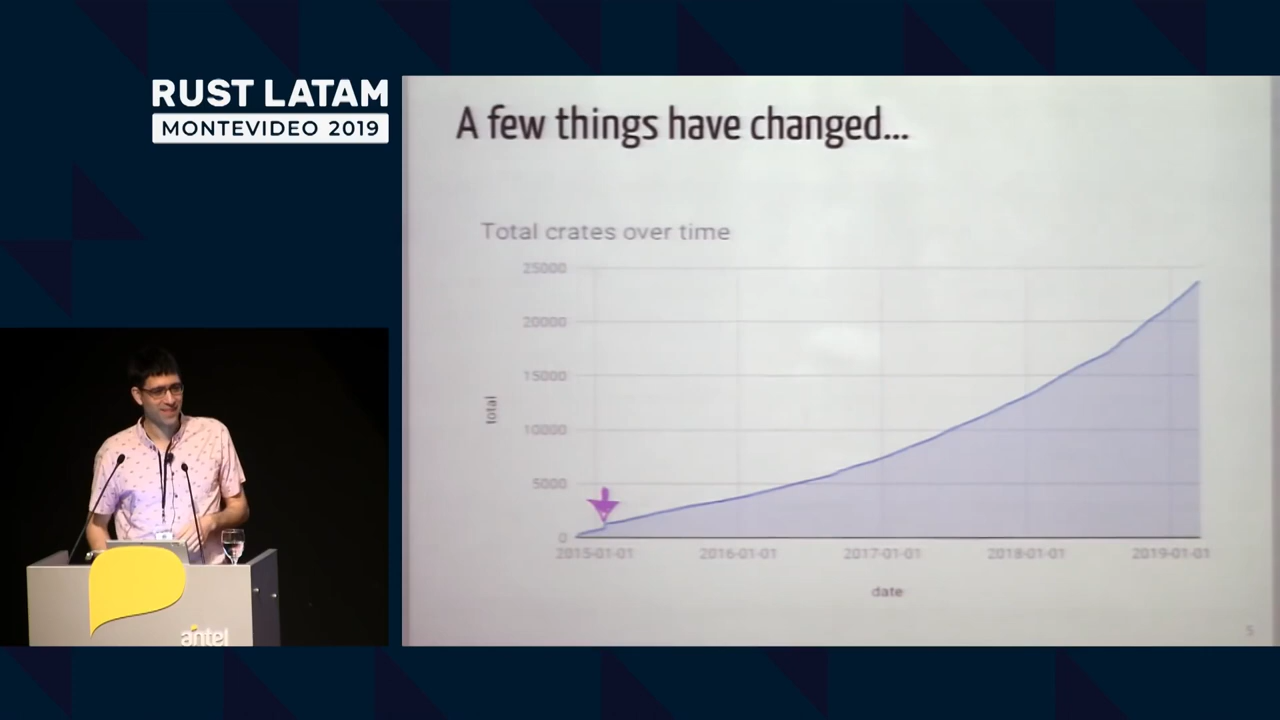 RUST LATAM
MONTEVIDEO 2019
A few things have changed...
Total crates over time
25000
20000
15000
10000
5000
0
total
2015-01-01 2016-01-01 2017-01-01 2018-01-01 2019-01-01
date
5
antel